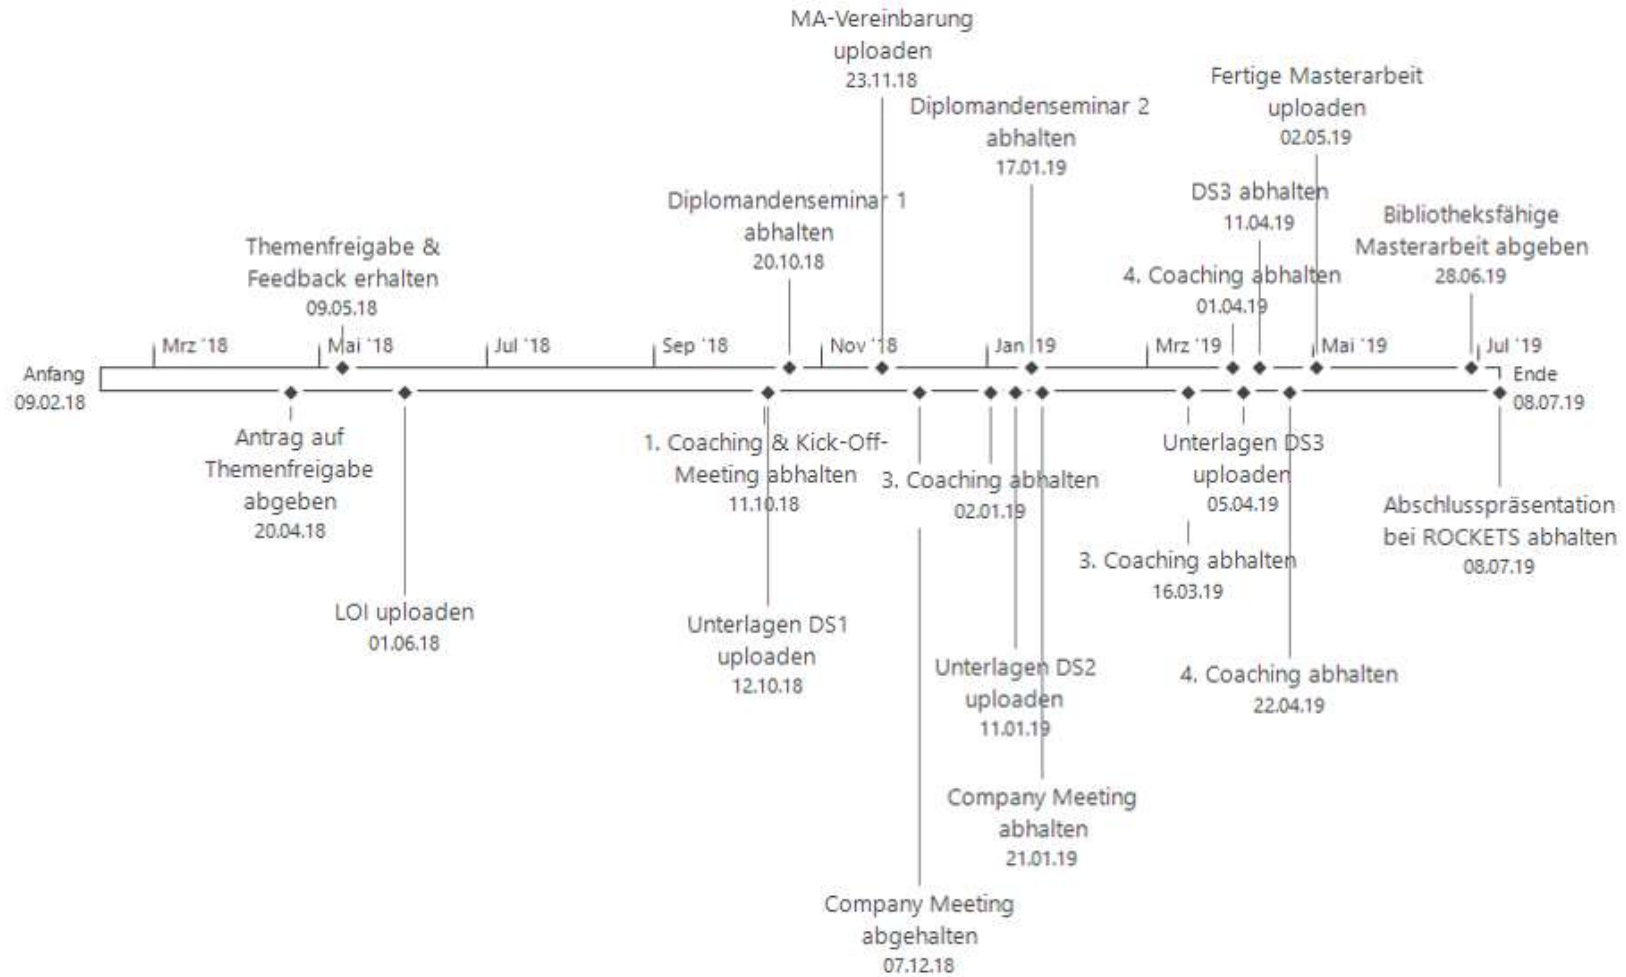 MA-Vereinbarung
uploaden
23.11.18
Fertige Masterarbeit
uploaden
02.05.19
Diplomandenseminar 2
abhalten
17.01.19
Diplomandenseminar 1
abhalten
20.10.18
DS3 abhalten
11.04.19
Bibliotheksfähige
Masterarbeit abgeben
28.06.19
Themenfreigabe &
Feedback erhalten
09.05.18
4. Coaching abhalten
01.04.19
Mrz '18
Mai '18
Jul '18
Sep '18
Nov '18
Jan '19
Mrz '19
Mai '19
Jul '19
Anfang
09.02.18
Ende
08.07.19
Antrag auf
Themenfreigabe
abgeben
20.04.18
1. Coaching & Kick-Off-
Meeting abhalten
11.10.18
3. Coaching abhalten
02.01.19
Unterlagen DS3
uploaden
05.04.19
Abschlusspräsentation
bei ROCKETS abhalten
08.07.19
3. Coaching abhalten
16.03.19
LOI uploaden
01.06.18
Unterlagen DS1
uploaden
12.10.18
Unterlagen DS2
uploaden
11.01.19
4. Coaching abhalten
22.04.19
Company Meeting
abhalten
21.01.19
Company Meeting
abgehalten
07.12.18